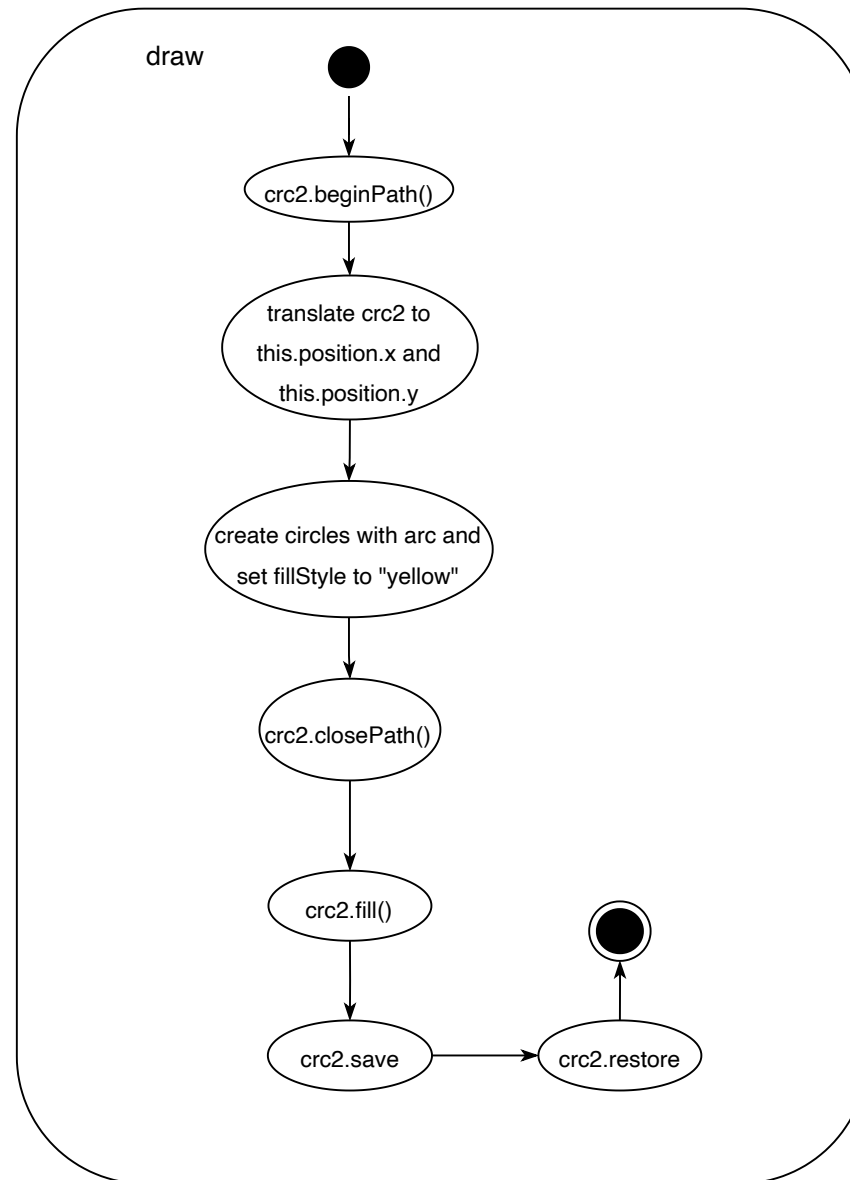 draw
crc2.beginPath()
translate crc2 to
this.position.x and
this.position.y
create circles with arc and
set fillStyle to "yellow"
crc2.closePath()
crc2.fill()
crc2.save
crc2.restore